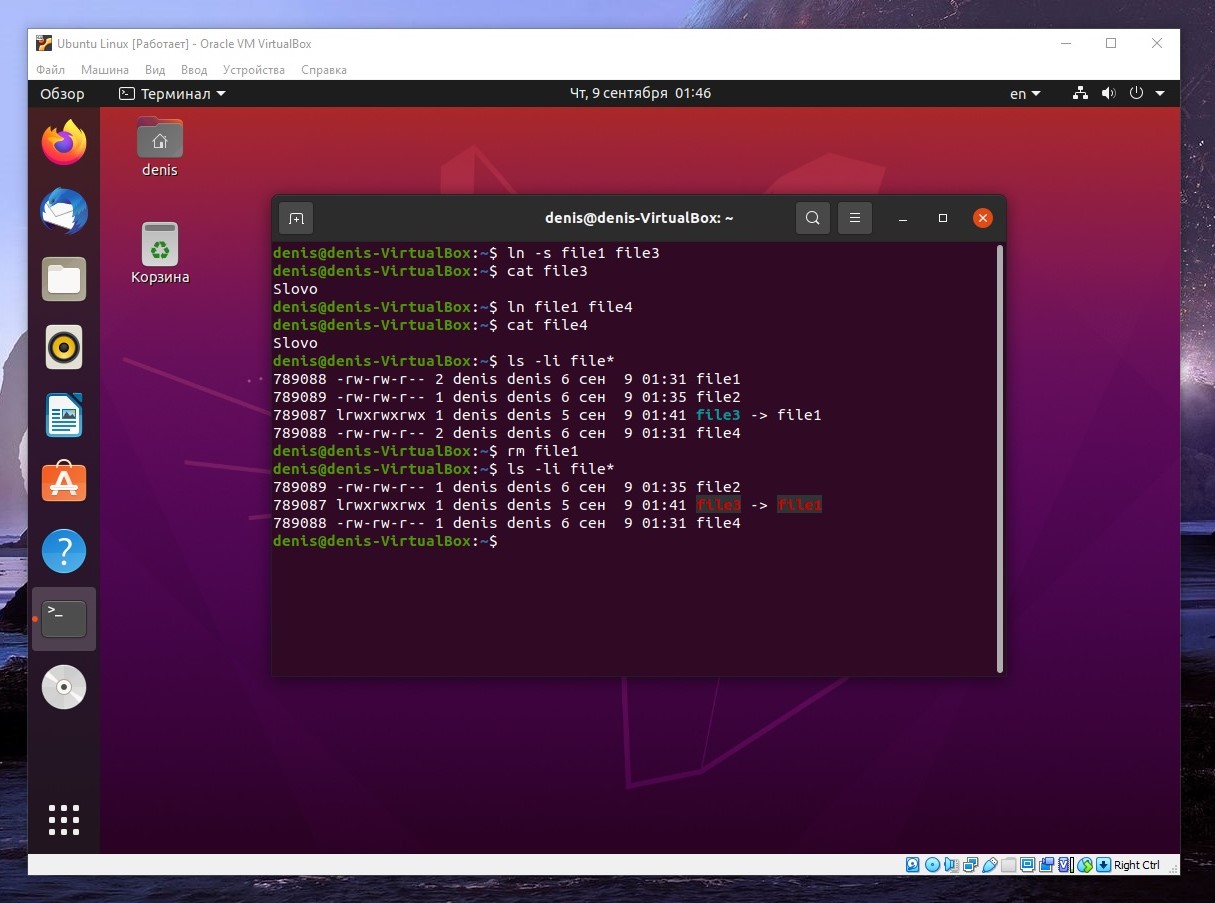 Ubuntu Linux [Работает] - Oracle VM VirtualBox
Файл Машина Вид Ввод Устройства Справка
Обзор Терминал Чт, 9 сентября 01:46 en
denis
Корзина
denis@denis-VirtualBox: ~
denis@denis-VirtualBox:~$ ln -s file1 file3
denis@denis-VirtualBox:~$ cat file3
Slovo
denis@denis-VirtualBox:~$ ln file1 file4
denis@denis-VirtualBox:~$ cat file4
Slovo
denis@denis-VirtualBox:~$ ls -li file*
789088 -rw-rw-r-- 2 denis denis 6 сен  9 01:31 file1
789089 -rw-rw-r-- 1 denis denis 6 сен  9 01:35 file2
789087 lrwxrwxrwx 1 denis denis 5 сен  9 01:41 file3 -> file1
789088 -rw-rw-r-- 2 denis denis 6 сен  9 01:31 file4
denis@denis-VirtualBox:~$ rm file1
denis@denis-VirtualBox:~$ ls -li file*
789089 -rw-rw-r-- 1 denis denis 6 сен  9 01:35 file2
789087 lrwxrwxrwx 1 denis denis 5 сен  9 01:41 file3 -> file1
789088 -rw-rw-r-- 1 denis denis 6 сен  9 01:31 file4
denis@denis-VirtualBox:~$
Right Ctrl